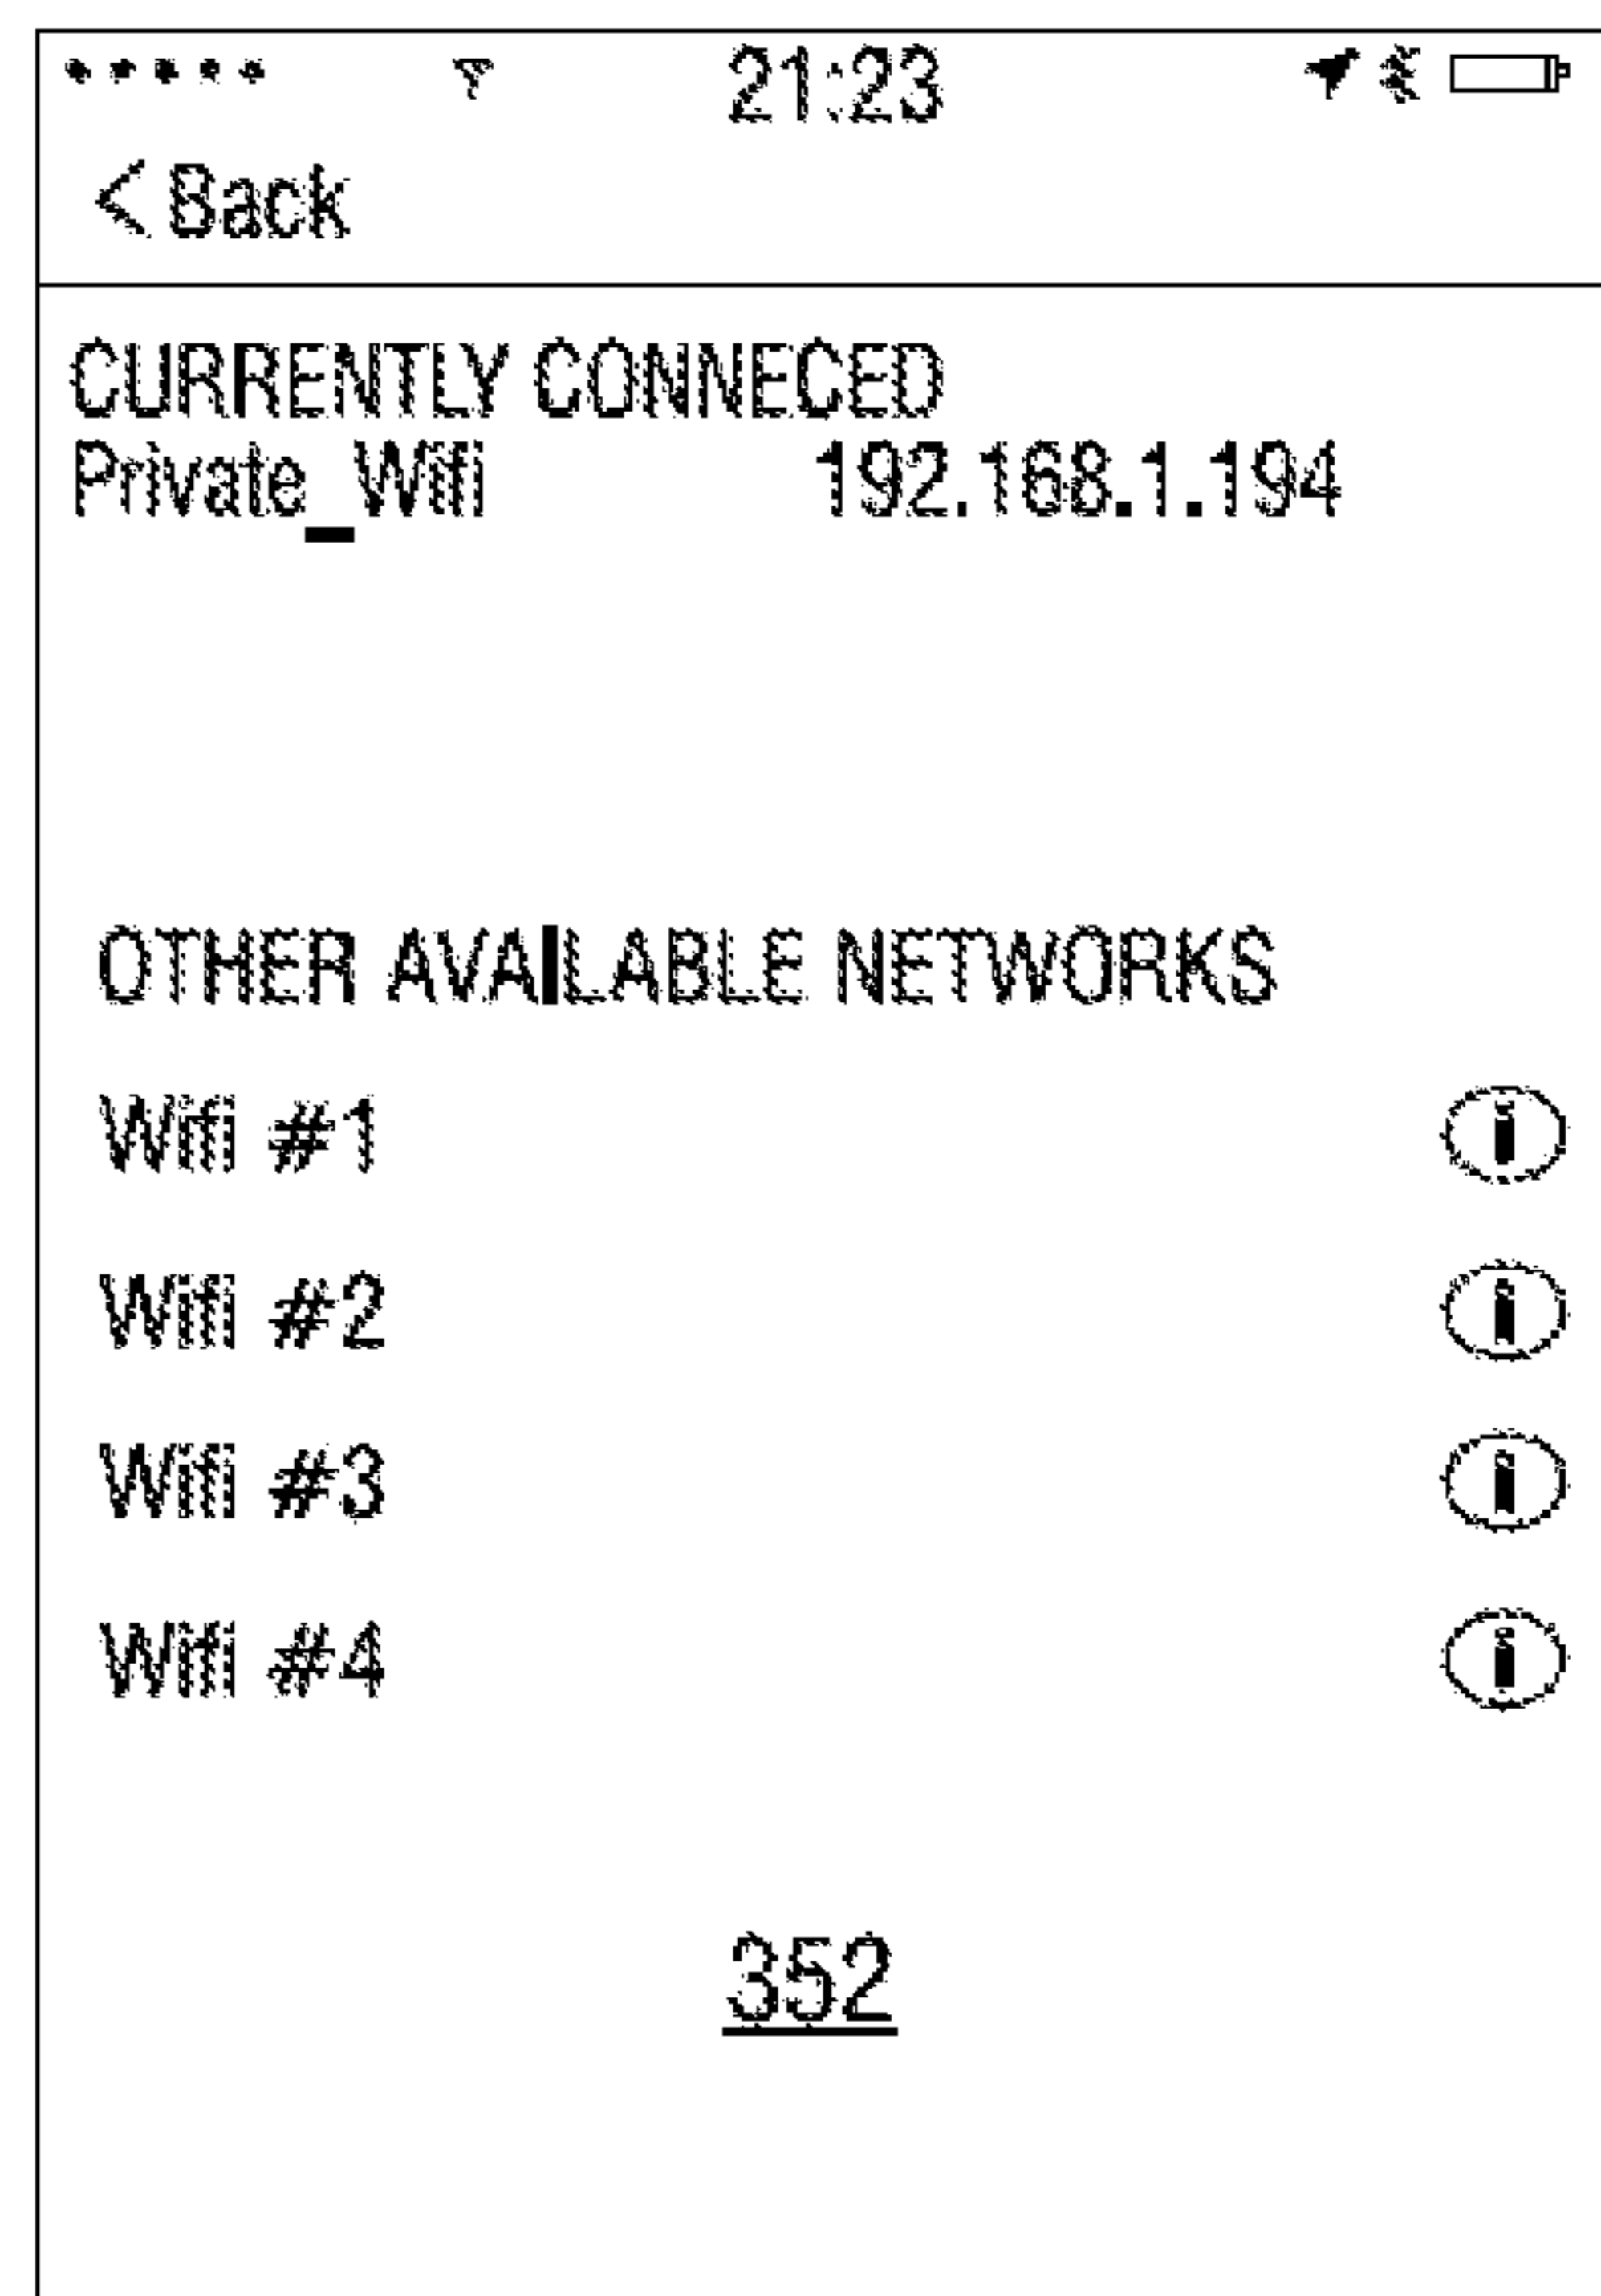 21:23
< Back
CURRENTLY CONNECED
Private_Wifi 192.168.1.194
OTHER AVAILABLE NETWORKS
Wifi #1 i
Wifi #2 i
Wifi #3 i
Wifi #4 i
352